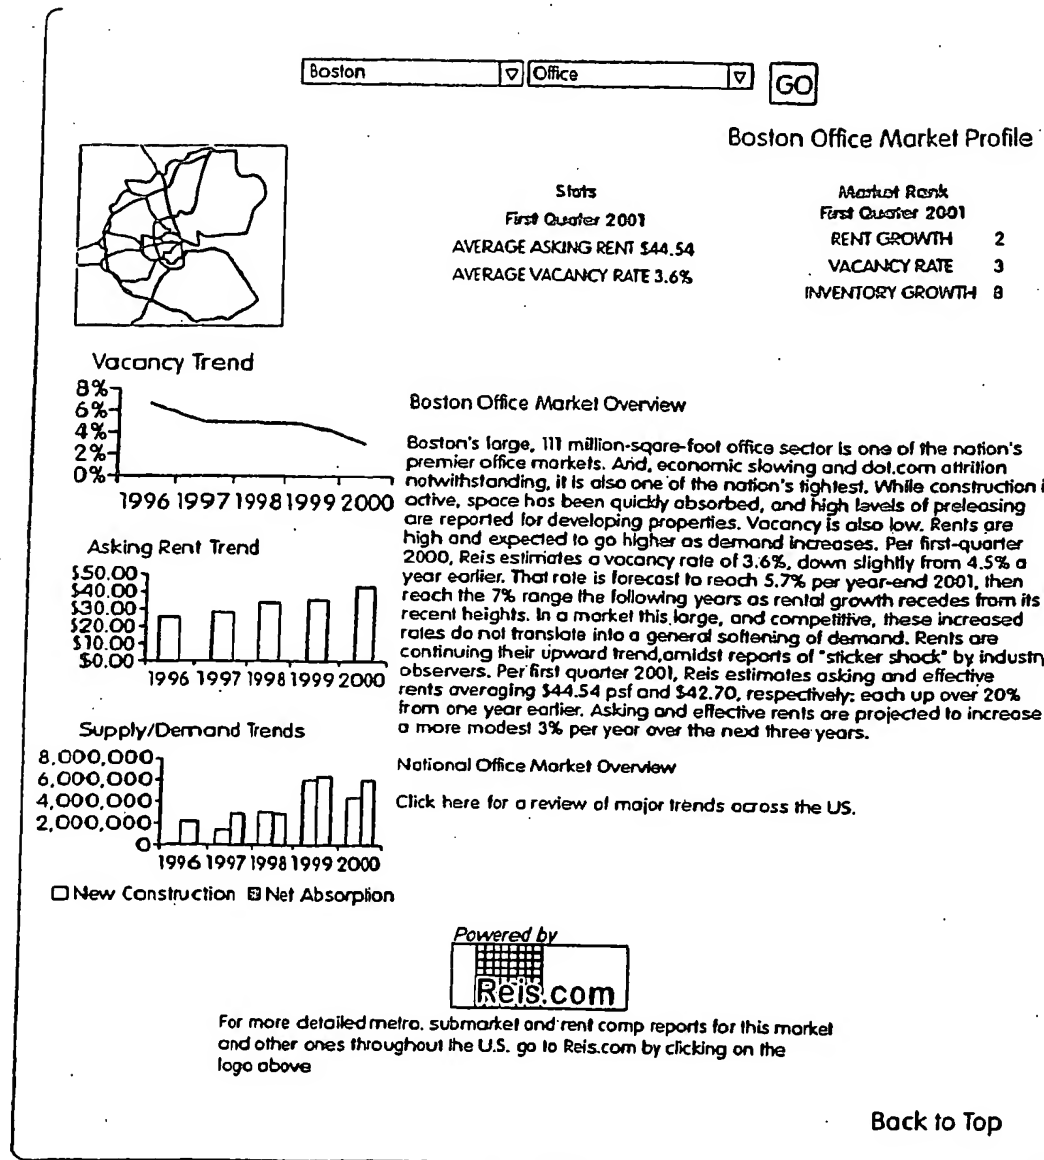 Boston Office GO
Boston Office Market Profile
Stats
First Quater 2001
AVERAGE ASKING RENT $44.54
AVERAGE VACANCY RATE 3.6%
Market Rank
First Quater 2001
RENT GROWTH 2
VACANCY RATE 3
INVENTORY GROWTH 8
Vacancy Trend
8%
6%
4%
2%
0%
1996 1997 1998 1999 2000
Asking Rent Trend
$50.00
$40.00
$30.00
$20.00
$10.00
$0.00
1996 1997 1998 1999 2000
Supply/Demand Trends
8,000,000
6,000,000
4,000,000
2,000,000
0
1996 1997 1998 1999 2000
New Construction Net Absorption
Boston Office Market Overview
Boston's large, 111 million-sqare-foot office sector is one of the nation's
premier office markets. And, economic slowing and dot.com attrition
notwithstanding, it is also one of the nation's tightest. While construction i
active, space has been quickly absorbed, and high levels of preleasing
are reported for developing properties. Vacancy is also low. Rents are
high and expected to go higher as demand increases. Per first-quarter
2000, Reis estimates a vacancy rate of 3.6%, down slightly from 4.5% a
year earlier. That rate is forecast to reach 5.7% per year-end 2001, then
reach the 7% range the following years as rental growth recedes from its
recent heights. In a market this large, and competitive, these increased
rates do not translate into a general softening of demand. Rents are
continuing their upward trend, amidst reports of "sticker shock" by industry
observers. Per first quarter 2001, Reis estimates asking and effective
rents averaging $44.54 psf and $42.70, respectively: each up over 20%
from one year earlier. Asking and effective rents are projected to increase
a more modest 3% per year over the next three years.
National Office Market Overview
Click here for a review of major trends across the US.
Powered by
Reis.com
For more detailed metro, submarket and rent comp reports for this market
and other ones throughout the U.S. go to Reis.com by clicking on the
logo above
Back to Top